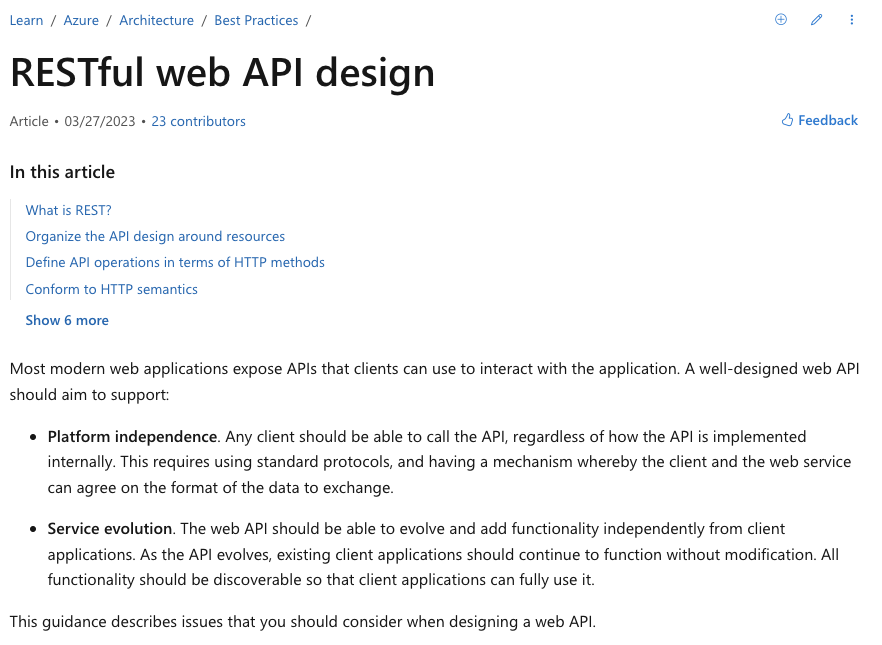 Learn / Azure / Architecture / Best Practices /
RESTful web API design
Article • 03/27/2023 • 23 contributors
Feedback
In this article
What is REST?
Organize the API design around resources
Define API operations in terms of HTTP methods
Conform to HTTP semantics
Show 6 more
Most modern web applications expose APIs that clients can use to interact with the application. A well-designed web API
should aim to support:
• Platform independence. Any client should be able to call the API, regardless of how the API is implemented
internally. This requires using standard protocols, and having a mechanism whereby the client and the web service
can agree on the format of the data to exchange.
• Service evolution. The web API should be able to evolve and add functionality independently from client
applications. As the API evolves, existing client applications should continue to function without modification. All
functionality should be discoverable so that client applications can fully use it.
This guidance describes issues that you should consider when designing a web API.